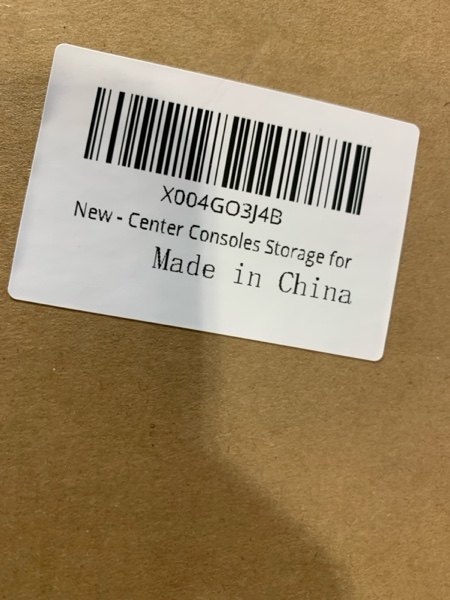 X004GO3J4B
New - Center Consoles Storage for
Made in China